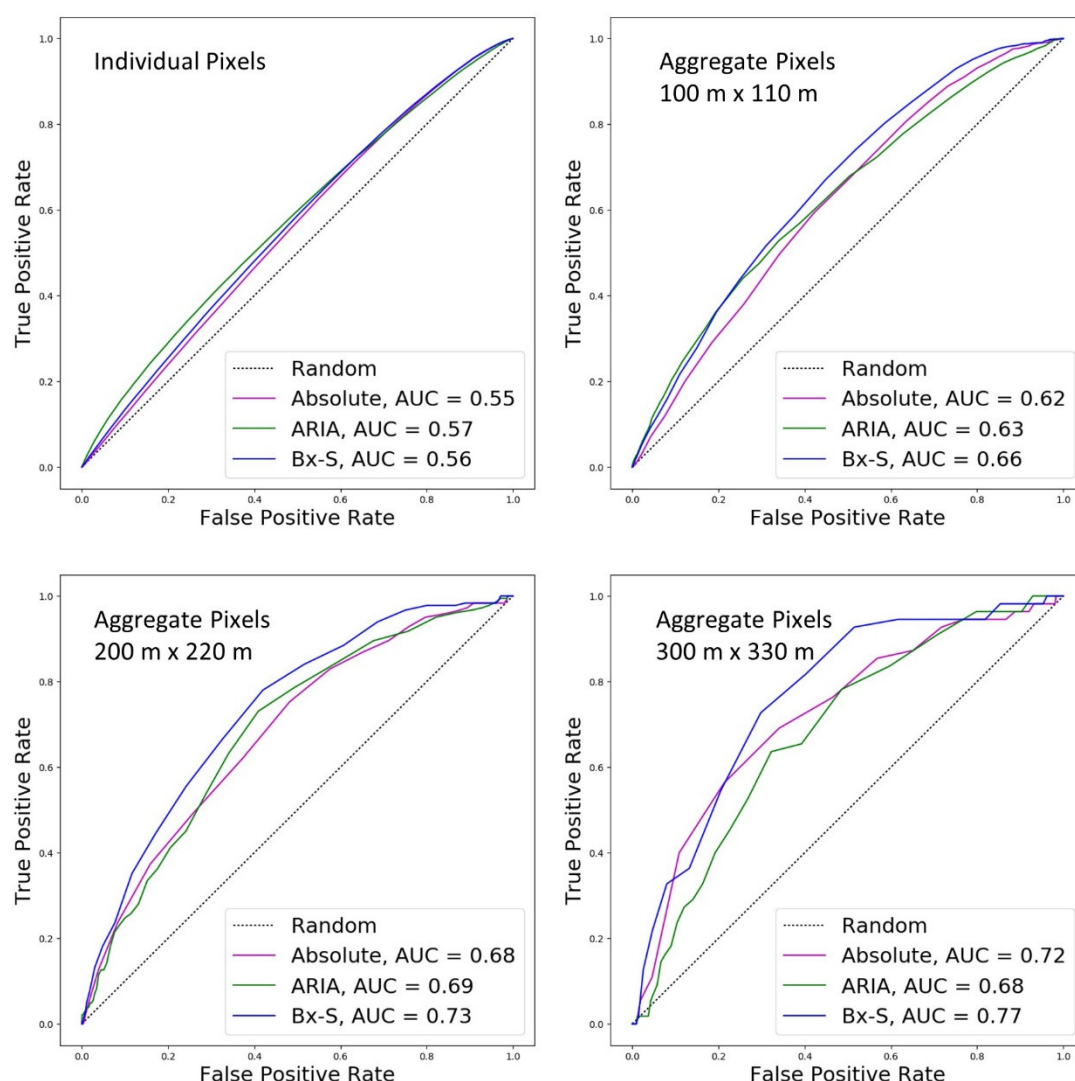 Individual Pixels
True Positive Rate
1.0
0.8
0.6
0.4
0.2
0.0
Random
Absolute, AUC = 0.55
ARIA, AUC = 0.57
Bx-S, AUC = 0.56
0.0 0.2 0.4 0.6 0.8 1.0
False Positive Rate
Aggregate Pixels
100 m x 110 m
True Positive Rate
1.0
0.8
0.6
0.4
0.2
0.0
Random
Absolute, AUC = 0.62
ARIA, AUC = 0.63
Bx-S, AUC = 0.66
0.0 0.2 0.4 0.6 0.8 1.0
False Positive Rate
Aggregate Pixels
200 m x 220 m
True Positive Rate
1.0
0.8
0.6
0.4
0.2
0.0
Random
Absolute, AUC = 0.68
ARIA, AUC = 0.69
Bx-S, AUC = 0.73
0.0 0.2 0.4 0.6 0.8 1.0
False Positive Rate
Aggregate Pixels
300 m x 330 m
True Positive Rate
1.0
0.8
0.6
0.4
0.2
0.0
Random
Absolute, AUC = 0.72
ARIA, AUC = 0.68
Bx-S, AUC = 0.77
0.0 0.2 0.4 0.6 0.8 1.0
False Positive Rate